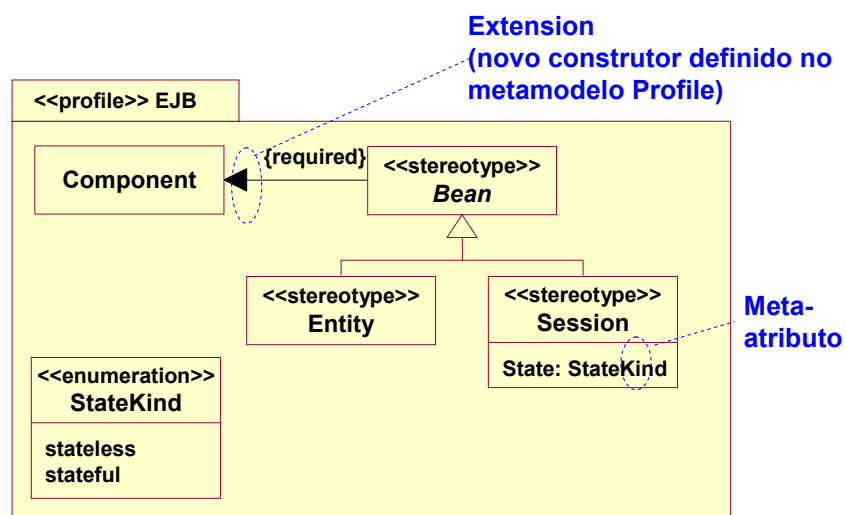 Extension
(novo construtor definido no
metamodelo Profile)
<<profile>> EJB
Component
{required}
<<stereotype>>
Bean
<<stereotype>>
Entity
<<stereotype>>
Session
State: StateKind
Meta-
atributo
<<enumeration>>
StateKind
stateless
stateful